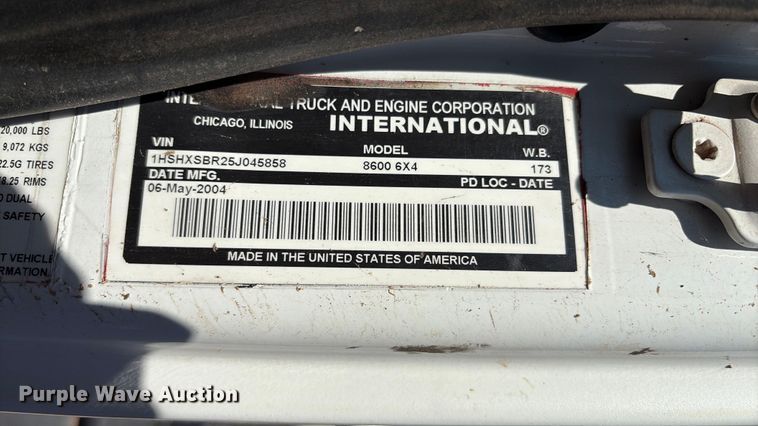 20,000 LBS
9,072 KGS
22.5G TIRES
8.25 RIMS
DUAL
SAFETY
VEHICLE
TRUCK AND ENGINE CORPORATION
CHICAGO, ILLINOIS INTERNATIONAL®
VIN MODEL W.B.
1HSHXSBR25J045858 8600 6X4 173
DATE MFG. PD LOC - DATE
06-May-2004
MADE IN THE UNITED STATES OF AMERICA
Purple Wave Auction